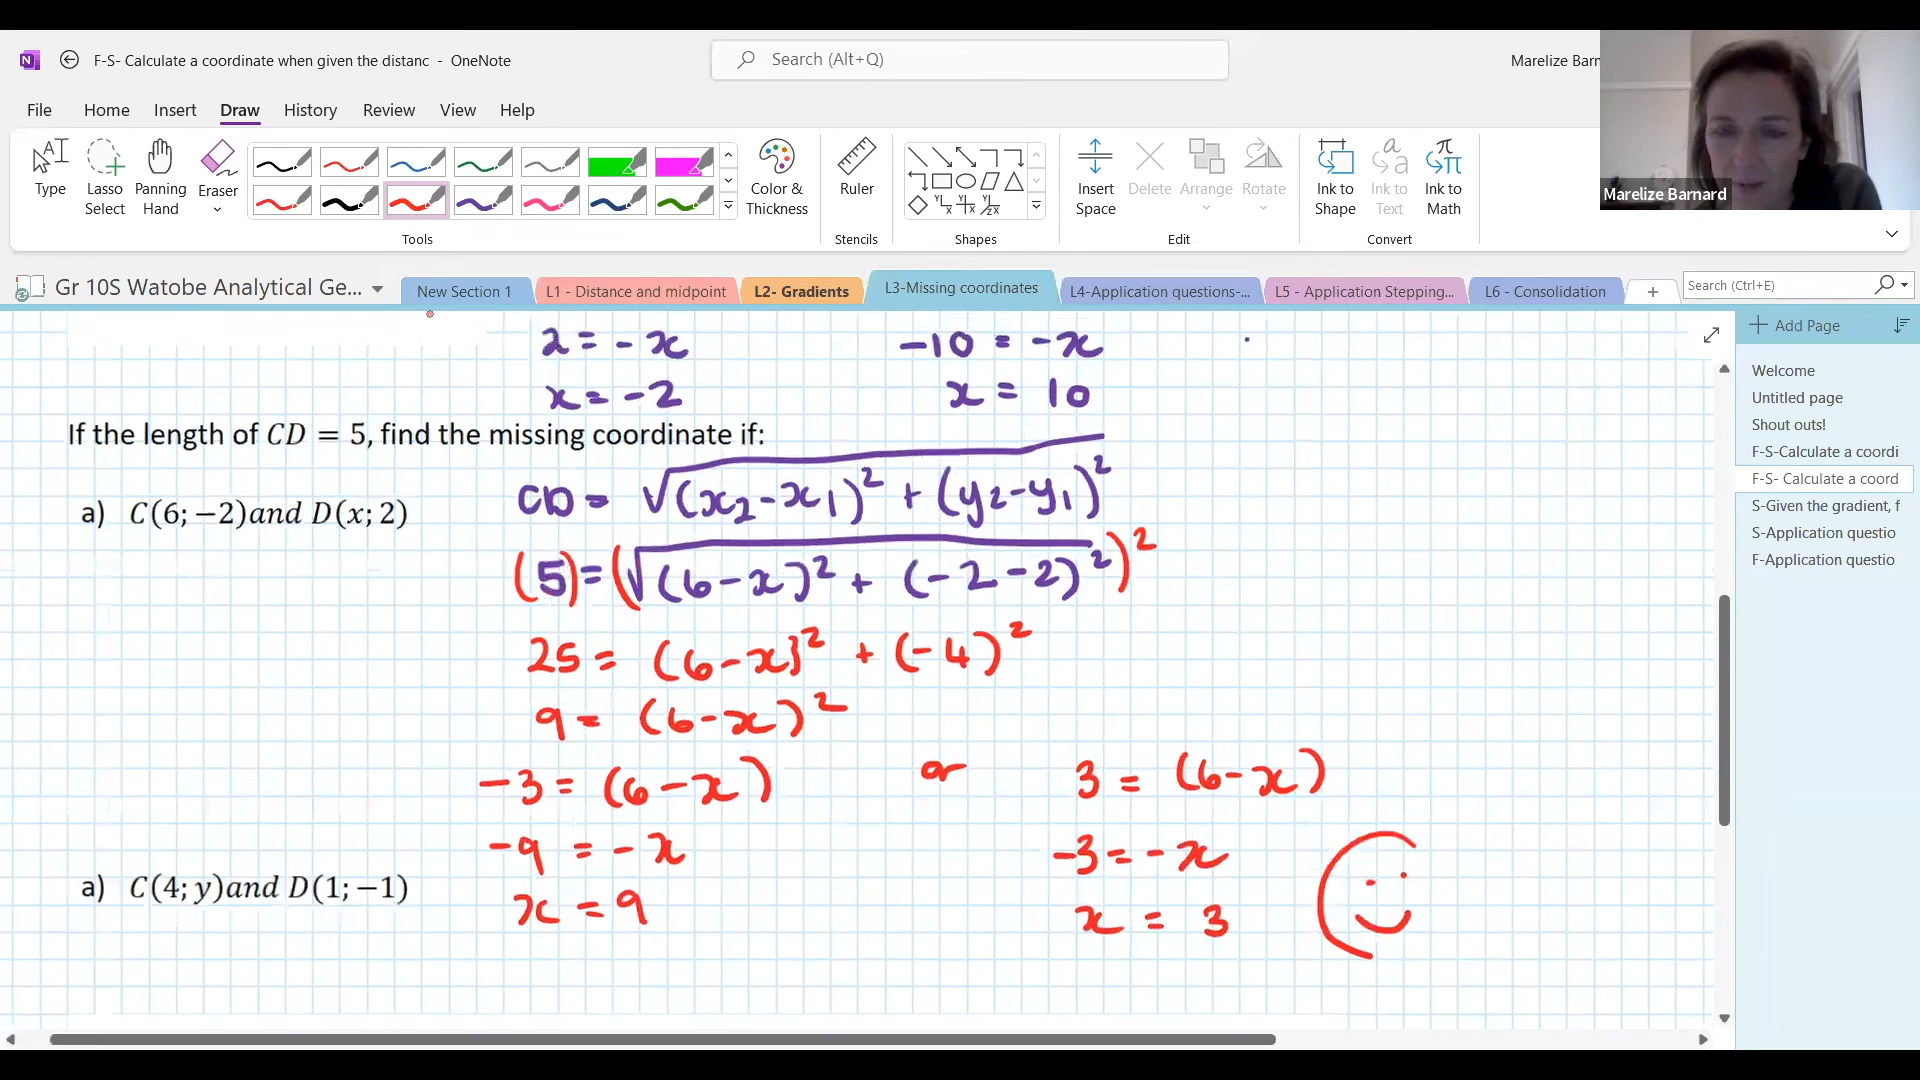 F-S- Calculate a coordinate when given the distanc - OneNote
Search (Alt+Q)
Marelize Barn
Marelize Barnard
File Home Insert Draw History Review View Help
Type
Lasso Select
Panning Hand
Eraser
Color & Thickness
Ruler
Insert Space
Delete
Arrange
Rotate
Ink to Shape
Ink to Text
Ink to Math
Tools
Stencils
Shapes
Edit
Convert
Gr 10S Watobe Analytical Ge...
New Section 1
L1 - Distance and midpoint
L2- Gradients
L3-Missing coordinates
L4-Application questions-...
L5 - Application Stepping...
L6 - Consolidation
Search (Ctrl+E)
Add Page
Welcome
Untitled page
Shout outs!
F-S-Calculate a coordi
F-S- Calculate a coord
S-Given the gradient, f
S-Application questio
F-Application questio
2 = -x -10 = -x
x = -2 x = 10
If the length of CD = 5, find the missing coordinate if:
CD = √(x₂-x₁)² + (y₂-y₁)²
a) C(6; −2)and D(x; 2)
(5) = (√(6-x)² + (-2-2)²)²
25 = (6-x)² + (-4)²
9 = (6-x)²
-3 = (6-x) or 3 = (6-x)
-9 = -x -3 = -x
a) C(4; y)and D(1; −1)
x = 9 x = 3